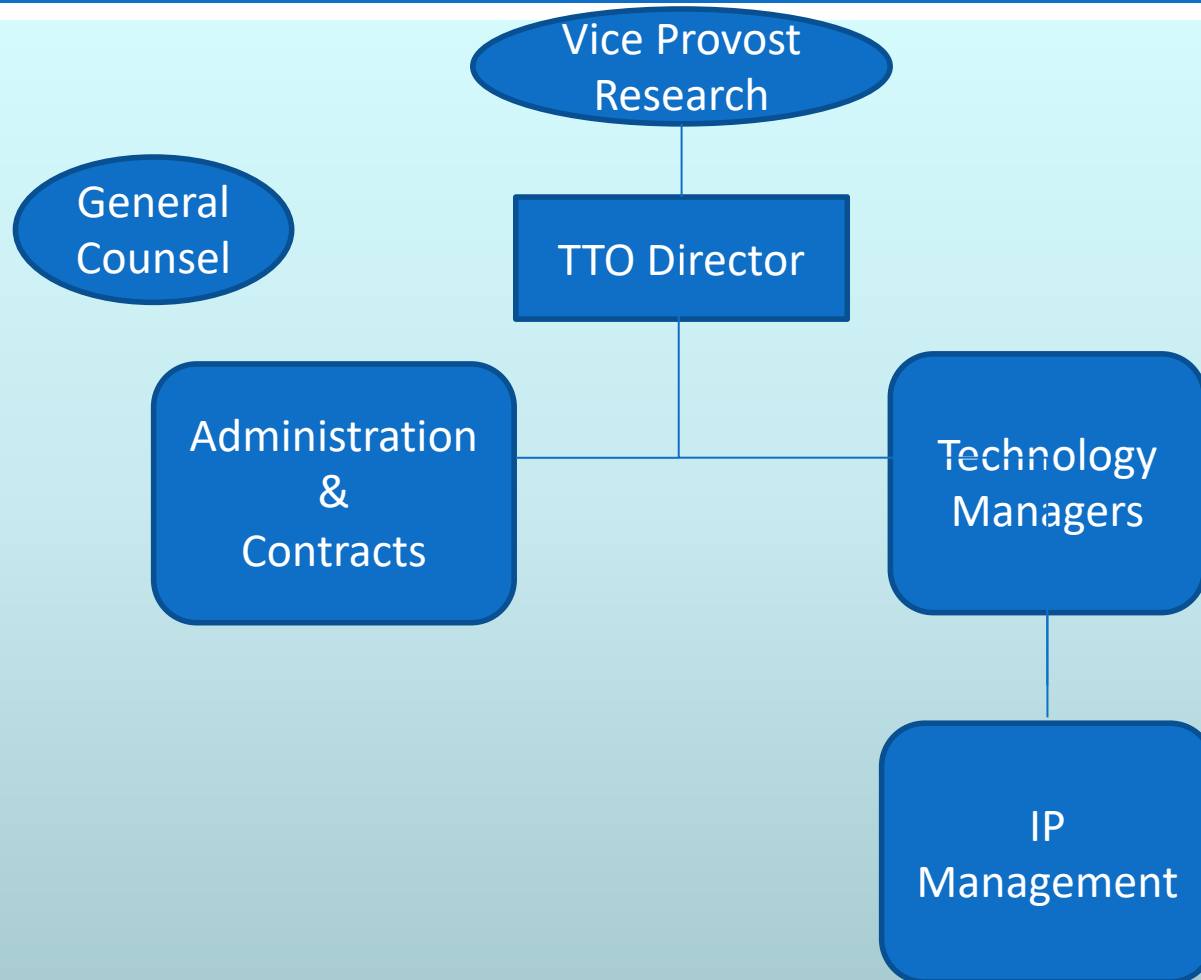 Vice Provost
Research
General
Counsel
TTO Director
Administration
&
Contracts
Technology
Managers
IP
Management